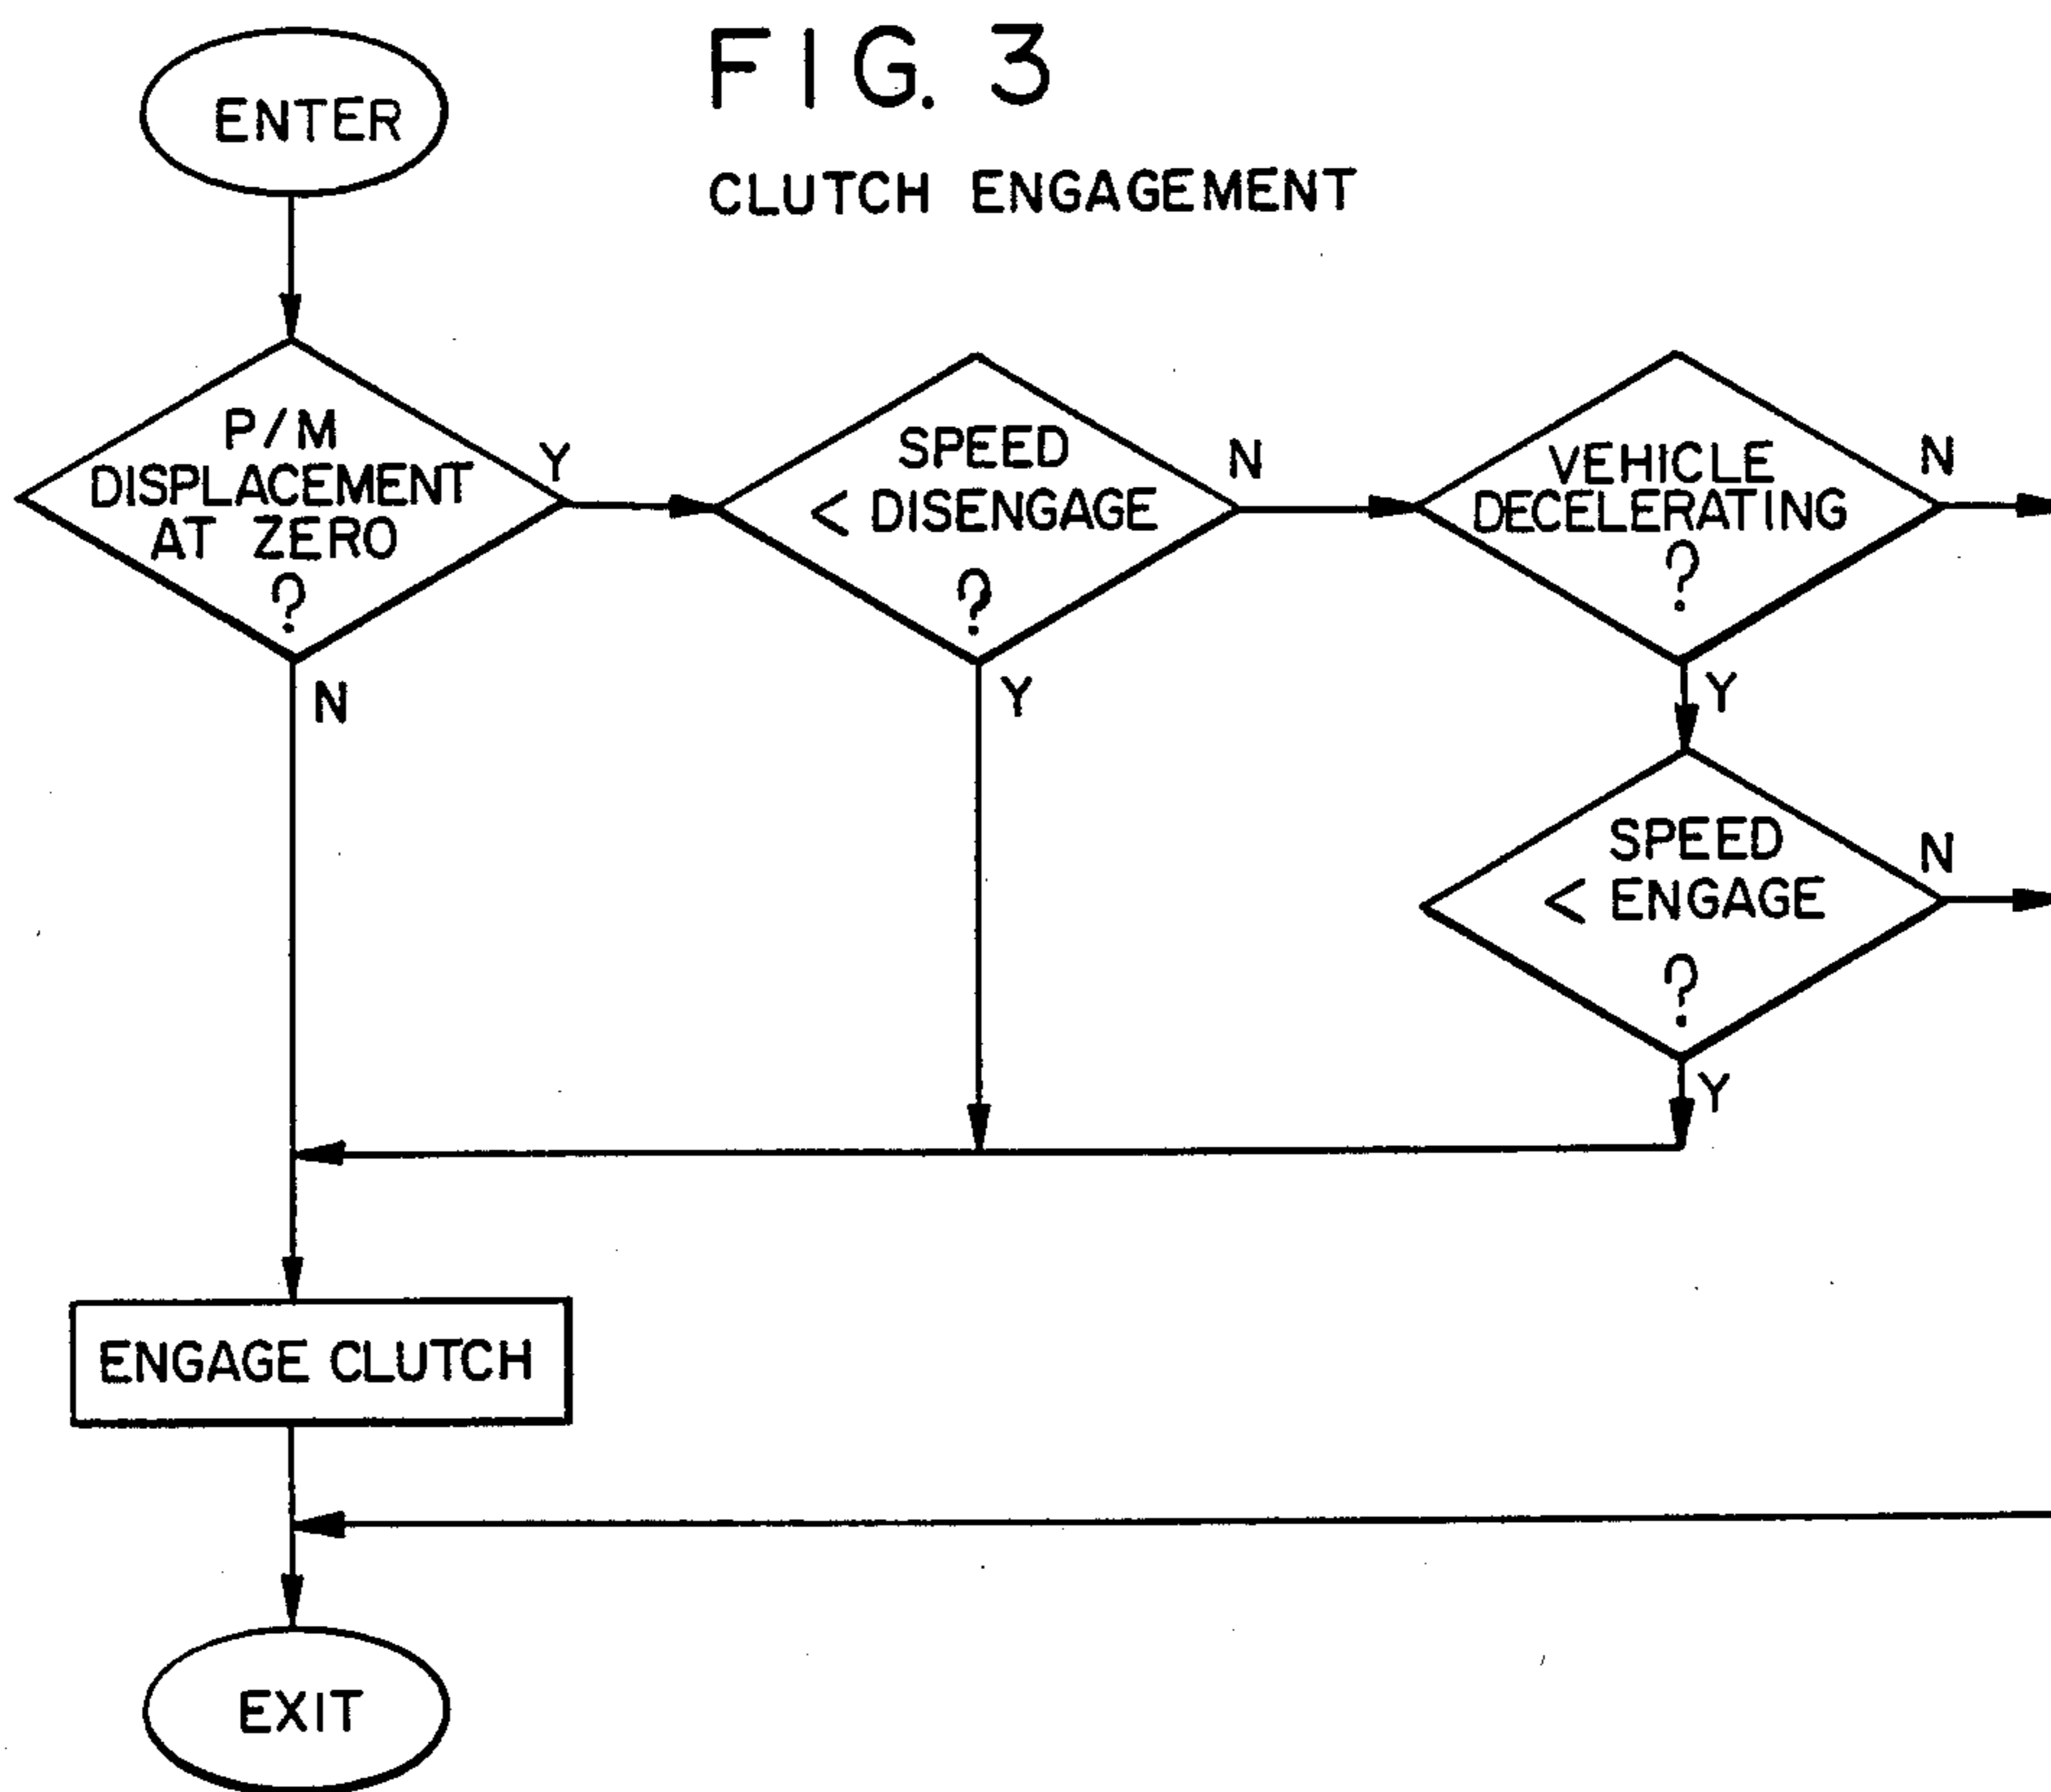 FIG. 3
CLUTCH ENGAGEMENT
ENTER
P/M
DISPLACEMENT
AT ZERO
?
Y
N
SPEED
< DISENGAGE
?
N
Y
VEHICLE
DECELERATING
?
N
Y
SPEED
< ENGAGE
?
N
Y
ENGAGE CLUTCH
EXIT